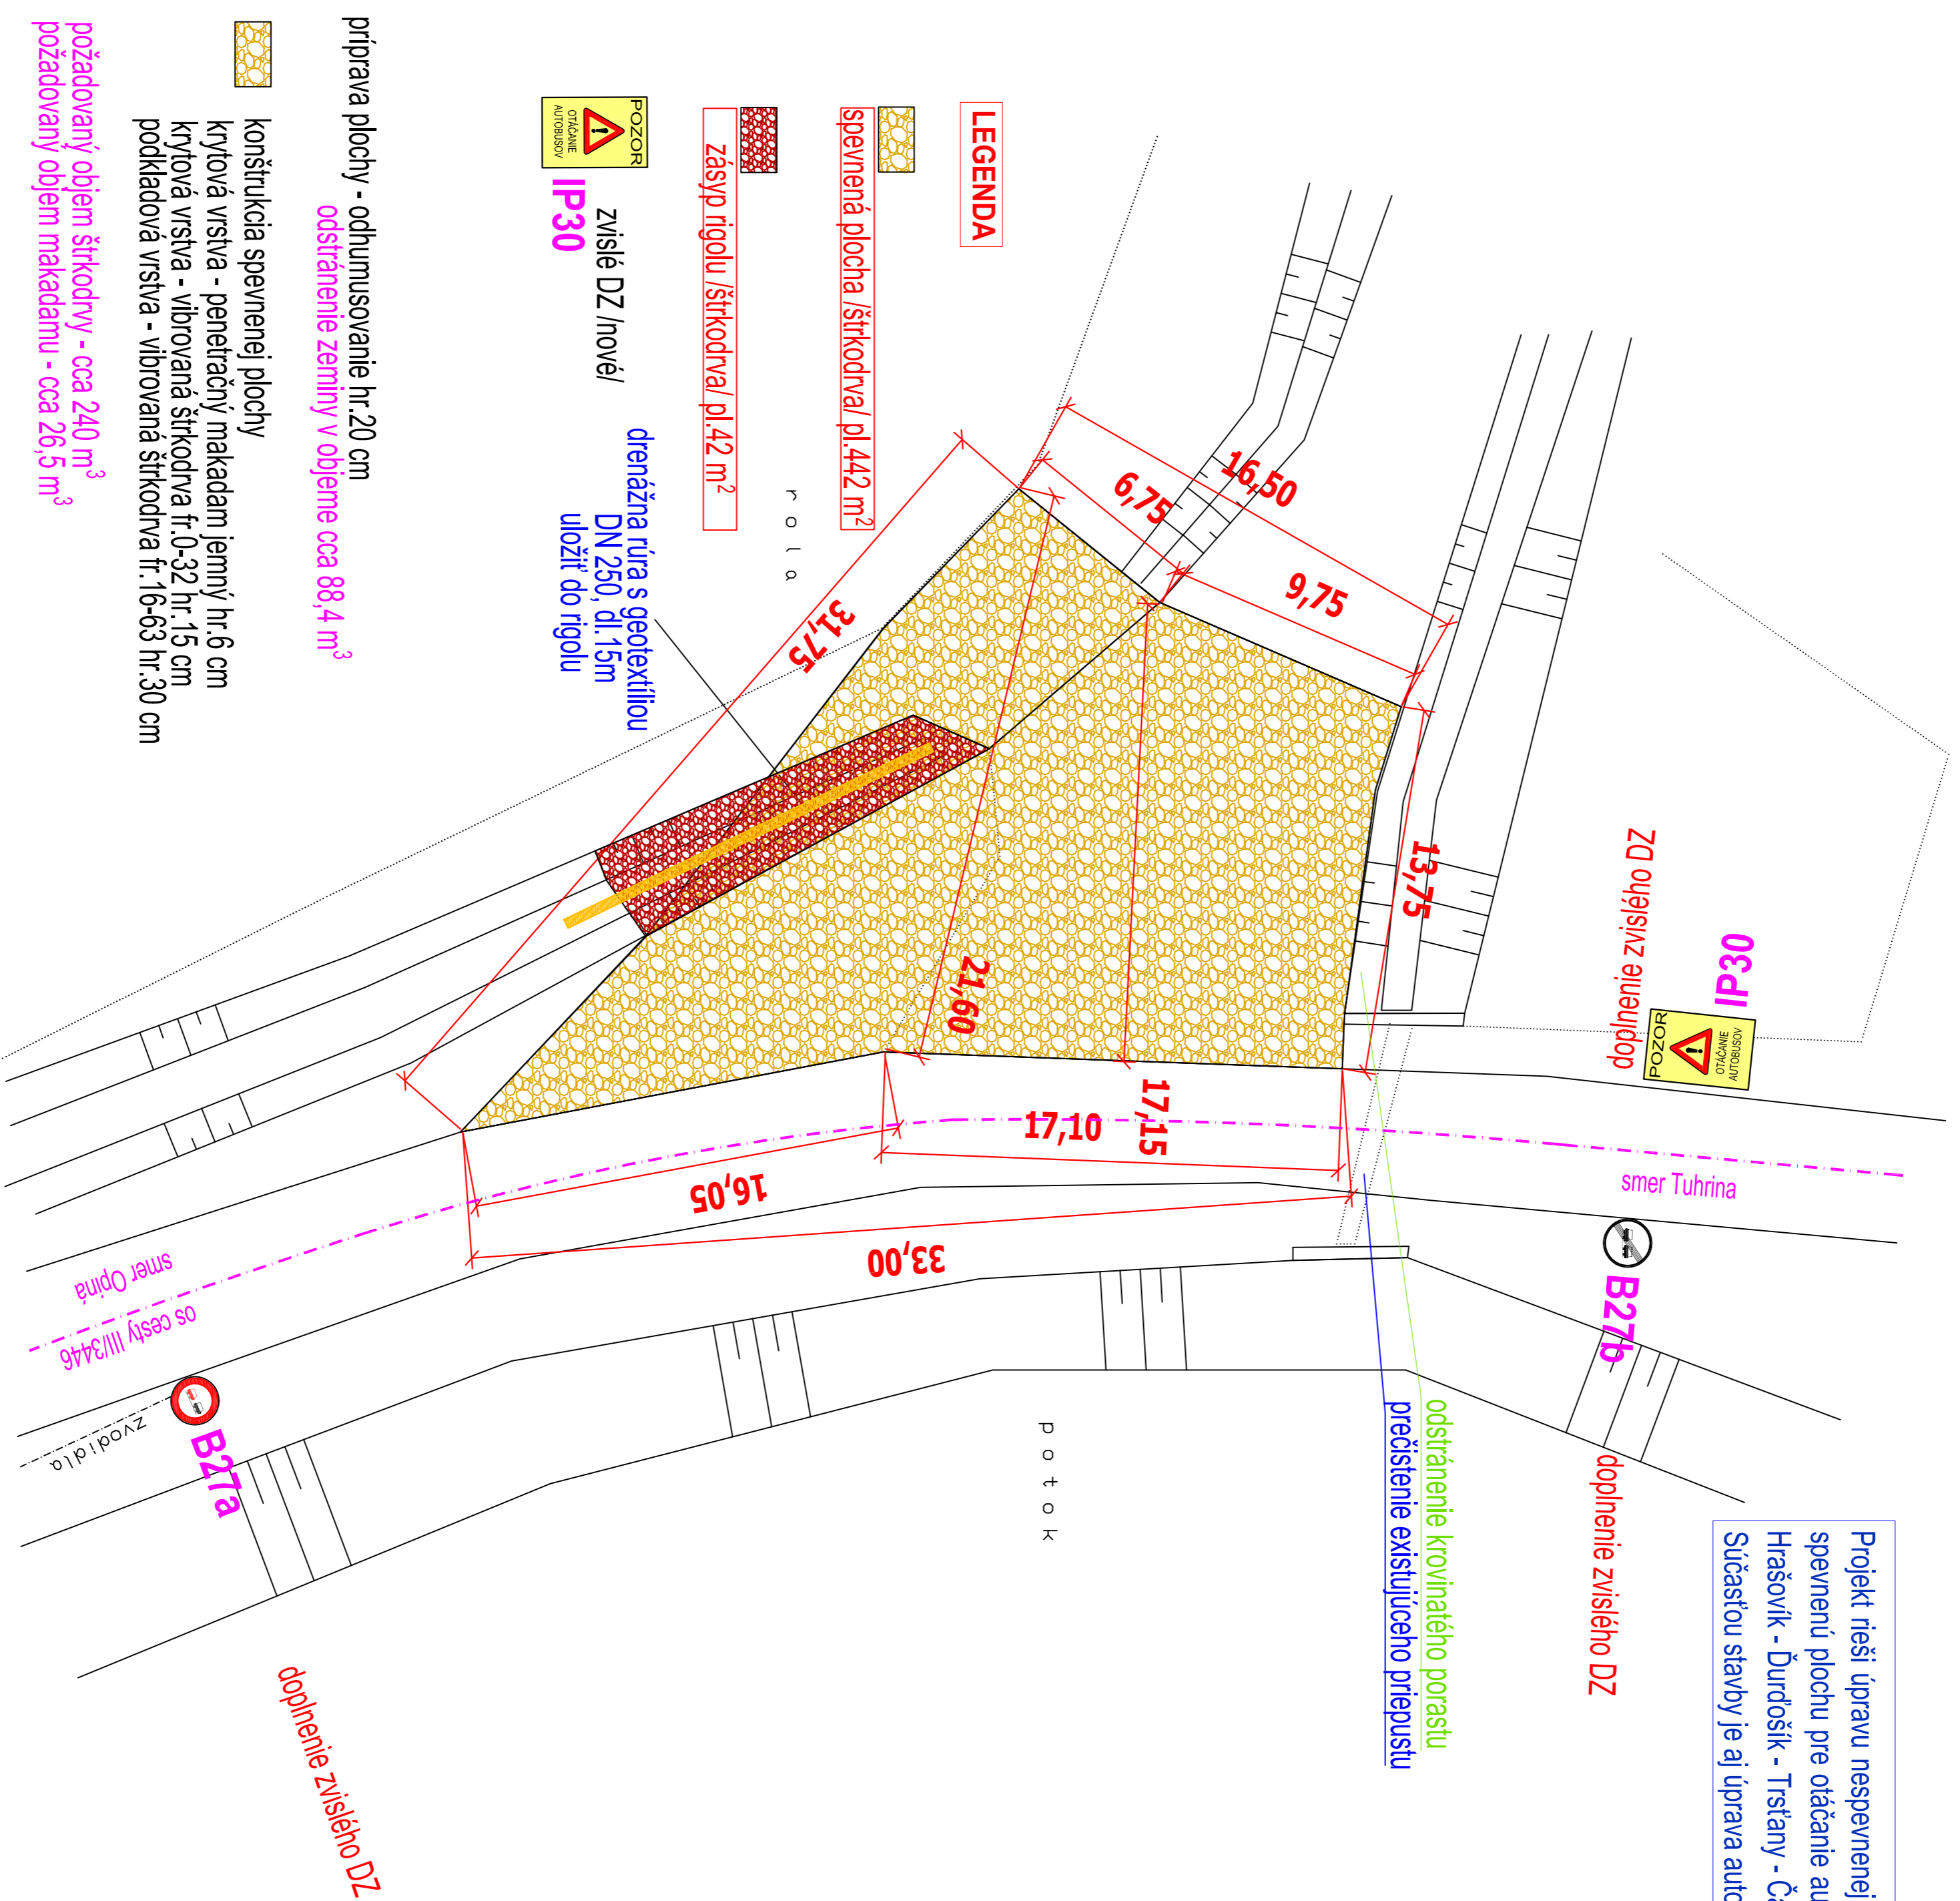 Projekt rieši úpravu nespevnenej
spevnenú plochu pre otáčanie au
Hrašovík - Ďurďošík - Trsťany - Ča
Súčasťou stavby je aj úprava auto
LEGENDA
spevnená plocha /štrkodrva/ pl.442 m²
zásyp rigolu /štrkodrva/ pl.42 m²
POZOR
OTÁČANIE
AUTOBUSOV
IP30
zvislé DZ /nové/
drenážna rúra s geotextíliou
DN 250, dl.15m
uložiť do rigolu
príprava plochy - odhumusovanie hr.20 cm
odstránenie zeminy v objeme cca 88,4 m³
konštrukcia spevnenej plochy
krytová vrstva - penetračný makadam jemný hr.6 cm
krytová vrstva - vibrovaná štrkodrva fr.0-32 hr.15 cm
podkladová vrstva - vibrovaná štrkodrva fr.16-63 hr.30 cm
požadovaný objem štrkodrvy - cca 240 m³
požadovaný objem makadamu - cca 26,5 m³
rola
16,50
6,75
9,75
13,75
31,75
21,60
17,15
17,10
16,05
33,00
doplnenie zvislého DZ
IP30
POZOR
OTÁČANIE
AUTOBUSOV
smer Tuhrina
B27b
doplnenie zvislého DZ
odstránenie krovinatého porastu
prečistenie existujúceho priepustu
potok
smer Opiná
os cesty III/3446
zvodidla
B27a
doplnenie zvislého DZ